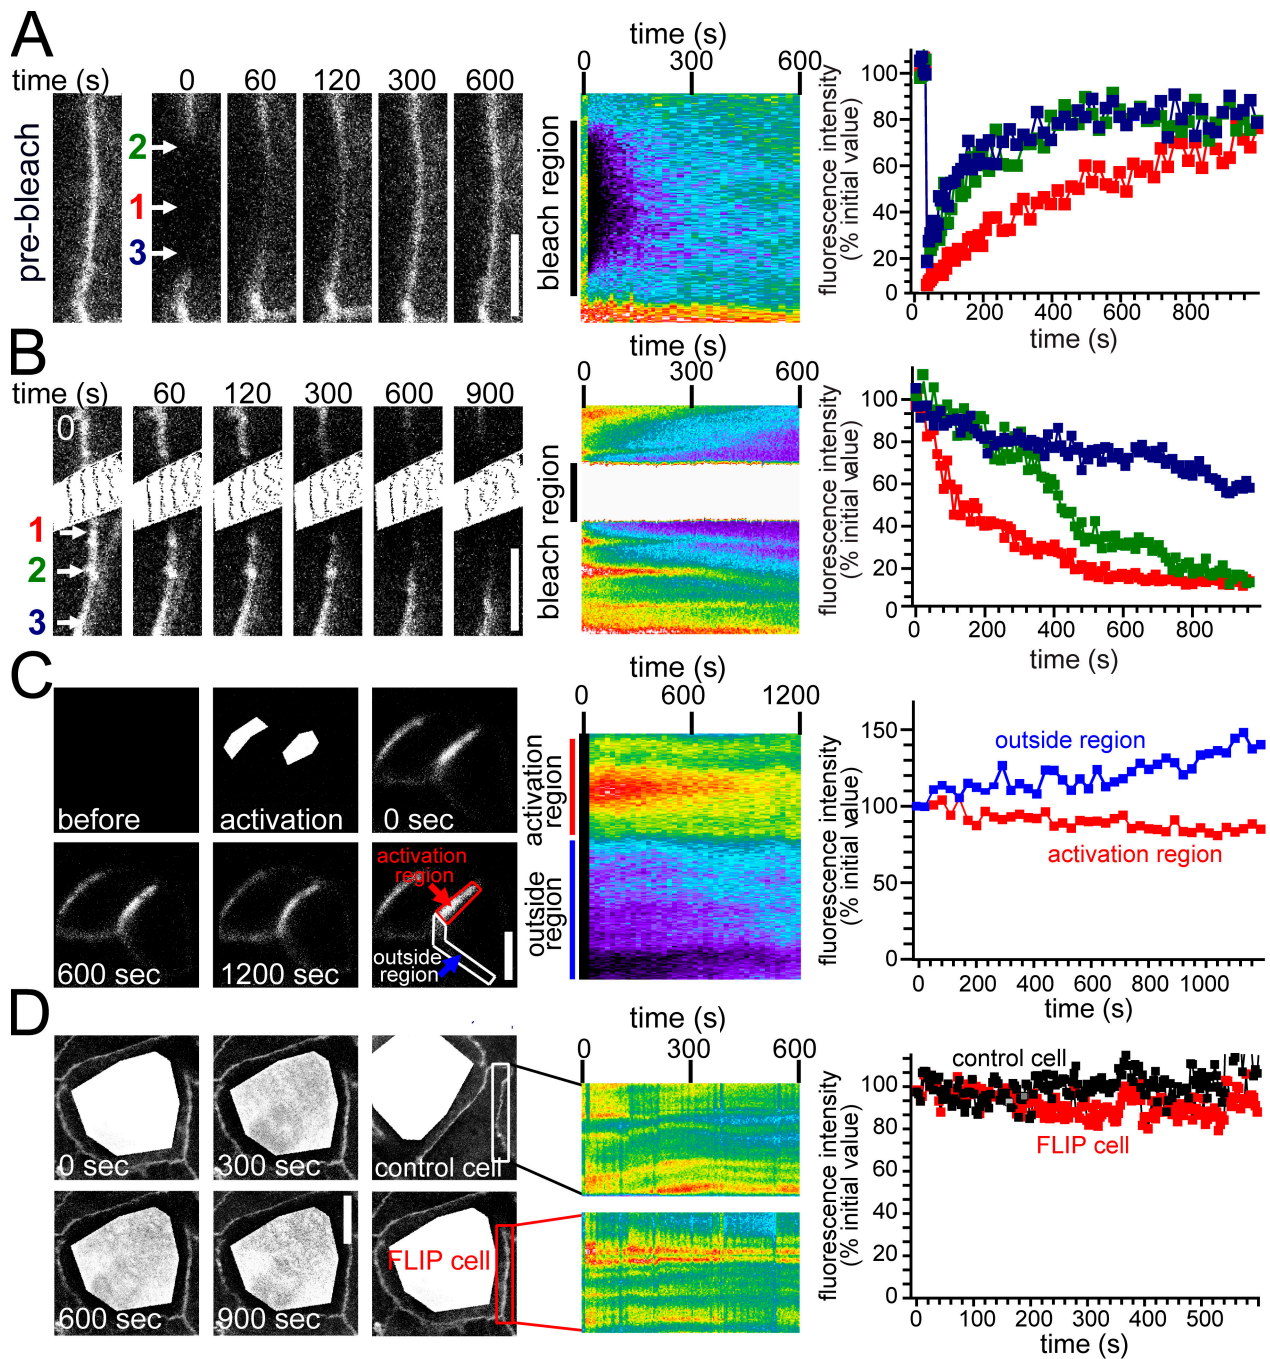 A
time (s)
0 60 120 300 600
pre-bleach
2
1
3
time (s)
0 300 600
bleach region
fluorescence intensity
(% initial value)
100
80
60
40
20
0
0 200 400 600 800
time (s)
B
time (s) 60 120 300 600 900
0
1
2
3
time (s)
0 300 600
bleach region
fluorescence intensity
(% initial value)
100
80
60
40
20
0
0 200 400 600 800
time (s)
C
before
activation
0 sec
600 sec
1200 sec
activation
region
outside
region
time (s)
0 600 1200
activation
region
outside
region
fluorescence intensity
(% initial value)
150
100
50
0
outside region
activation region
0 200 400 600 800 1000
time (s)
D
0 sec
300 sec
control cell
600 sec
900 sec
FLIP cell
time (s)
0 300 600
fluorescence intensity
(% initial value)
100
80
60
40
20
0
control cell
FLIP cell
0 100 200 300 400 500
time (s)